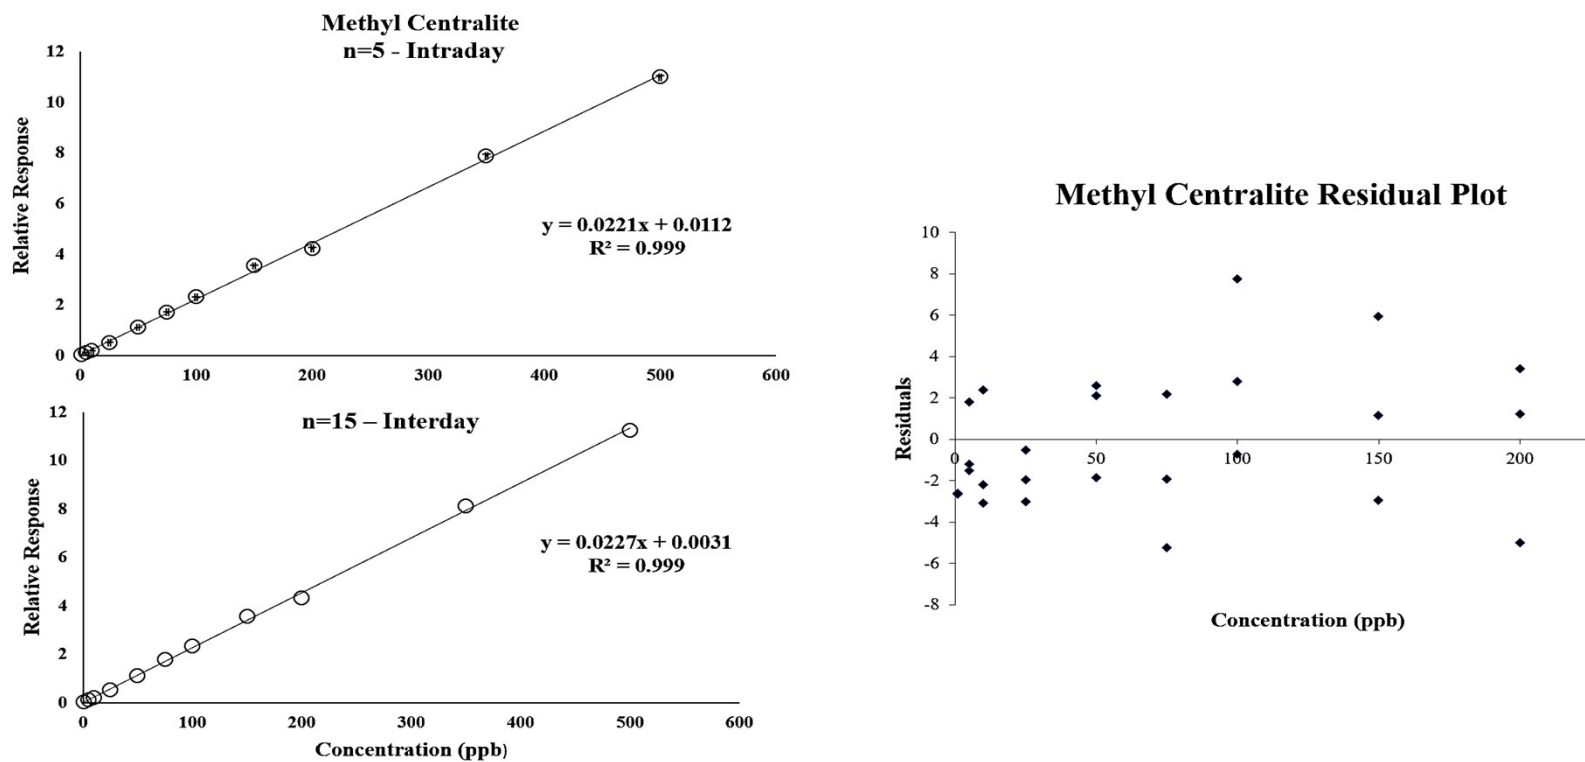 Methyl Centralite
n=5 - Intraday
12
10
8
6
4
2
0
Relative Response
y = 0.0221x + 0.0112
R² = 0.999
0 100 200 300 400 500 600
n=15 – Interday
12
10
8
6
4
2
0
Relative Response
y = 0.0227x + 0.0031
R² = 0.999
0 100 200 300 400 500 600
Concentration (ppb)
Methyl Centralite Residual Plot
10
8
6
4
2
0
-2
-4
-6
-8
Residuals
0 50 100 150 200
Concentration (ppb)